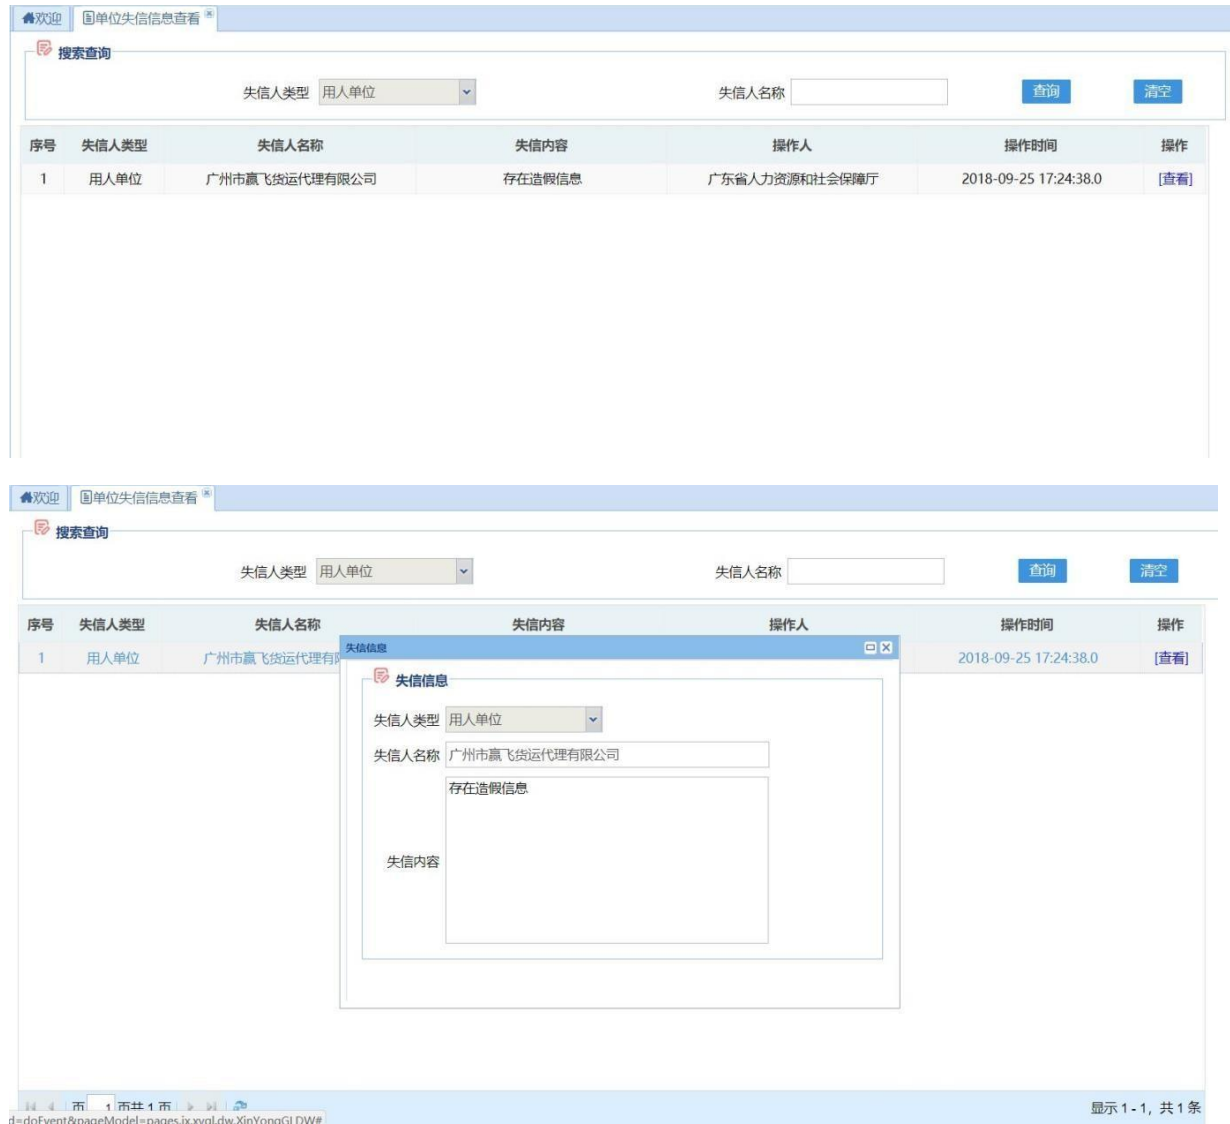 欢迎 单位失信信息查看
搜索查询
失信人类型 用人单位 失信人名称 查询 清空
序号 失信人类型 失信人名称 失信内容 操作人 操作时间 操作
1 用人单位 广州市赢飞货运代理有限公司 存在造假信息 广东省人力资源和社会保障厅 2018-09-25 17:24:38.0 [查看]
欢迎 单位失信信息查看
搜索查询
失信人类型 用人单位 失信人名称 查询 清空
序号 失信人类型 失信人名称 失信内容 操作人 操作时间 操作
1 用人单位 广州市赢飞货运代理有 2018-09-25 17:24:38.0 [查看]
失信信息
失信信息
失信人类型 用人单位
失信人名称 广州市赢飞货运代理有限公司
存在造假信息
失信内容
页 1 页共 1 页 显示 1 - 1, 共 1 条
d=doEvent&pageModel=pages.jx.xygl.dw.XinYongGLDW#